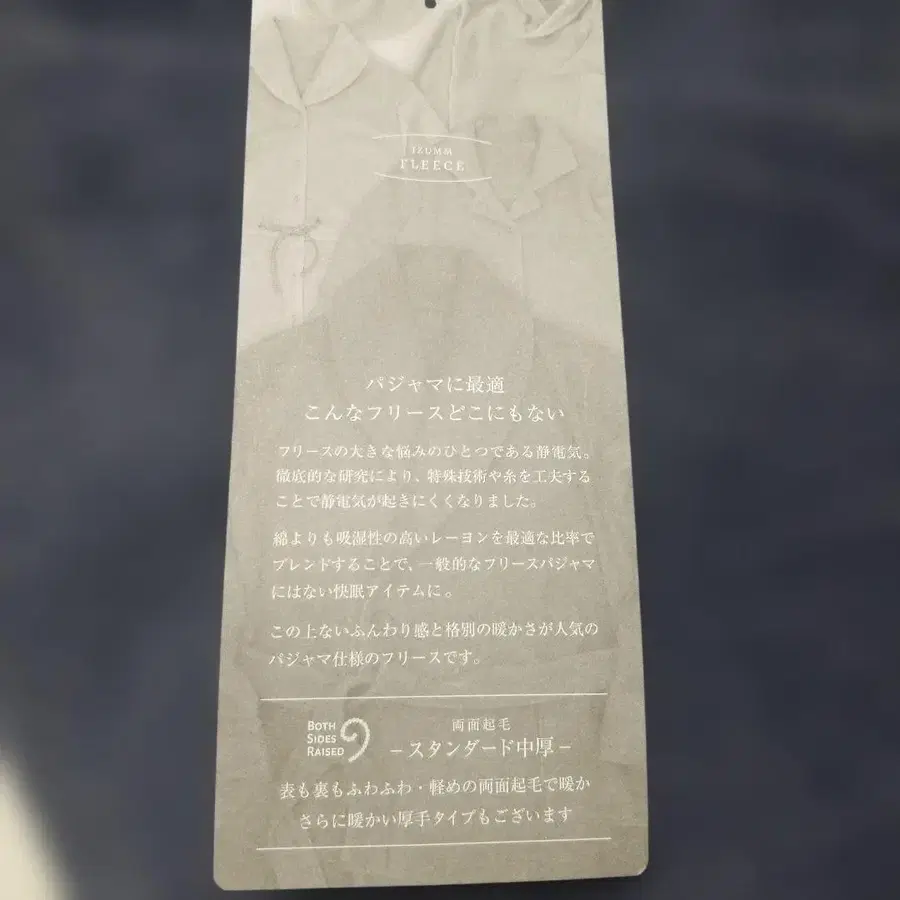 IZUMM
FLEECE
パジャマに最適
こんなフリースどこにもない
フリースの大きな悩みのひとつである静電気。
徹底的な研究により、特殊技術や糸を工夫する
ことで静電気が起きにくくなりました。
綿よりも吸湿性の高いレーヨンを最適な比率で
ブレンドすることで、一般的なフリースパジャマ
にはない快眠アイテムに。
この上ないふんわり感と格別の暖かさが人気の
パジャマ仕様のフリースです。
BOTH
SIDES
RAISED
両面起毛
−スタンダード中厚−
表も裏もふわふわ・軽めの両面起毛で暖か
さらに暖かい厚手タイプもございます